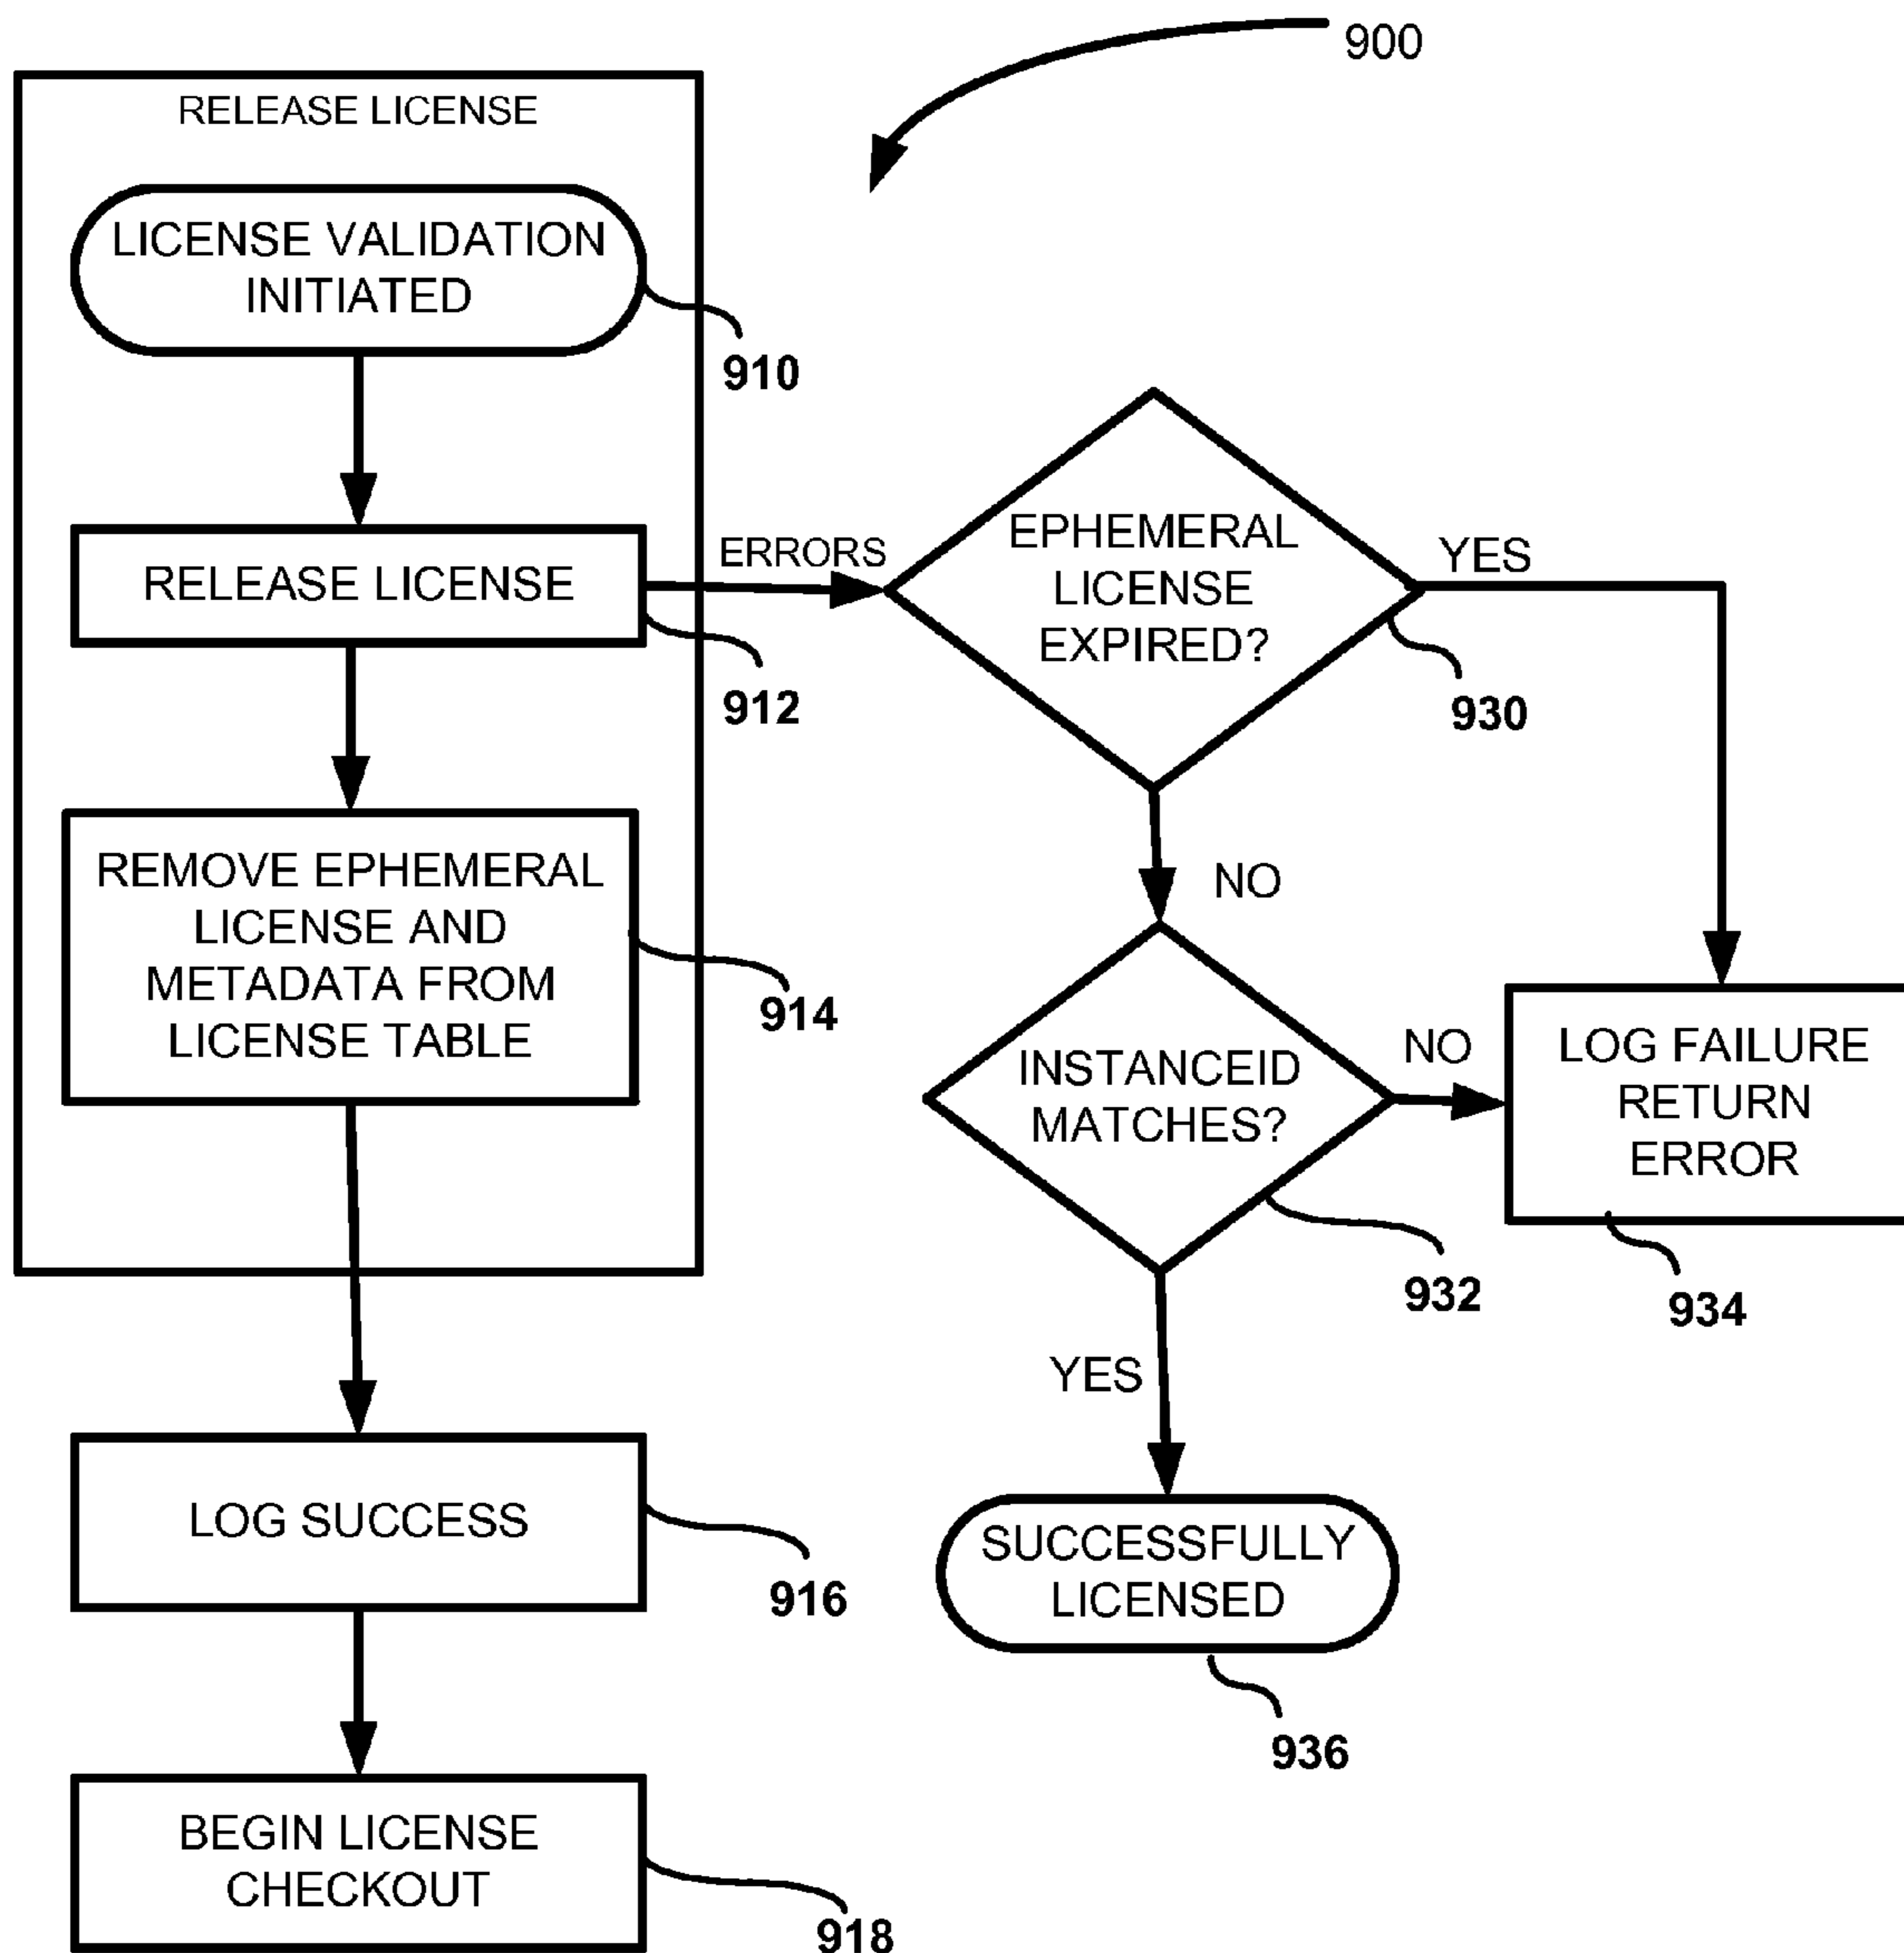 900
RELEASE LICENSE
LICENSE VALIDATION
INITIATED
910
RELEASE LICENSE
912
ERRORS
EPHEMERAL
LICENSE
EXPIRED?
YES
930
NO
REMOVE EPHEMERAL
LICENSE AND
METADATA FROM
LICENSE TABLE
914
INSTANCEID
MATCHES?
NO
932
LOG FAILURE
RETURN
ERROR
934
YES
LOG SUCCESS
916
SUCCESSFULLY
LICENSED
936
BEGIN LICENSE
CHECKOUT
918